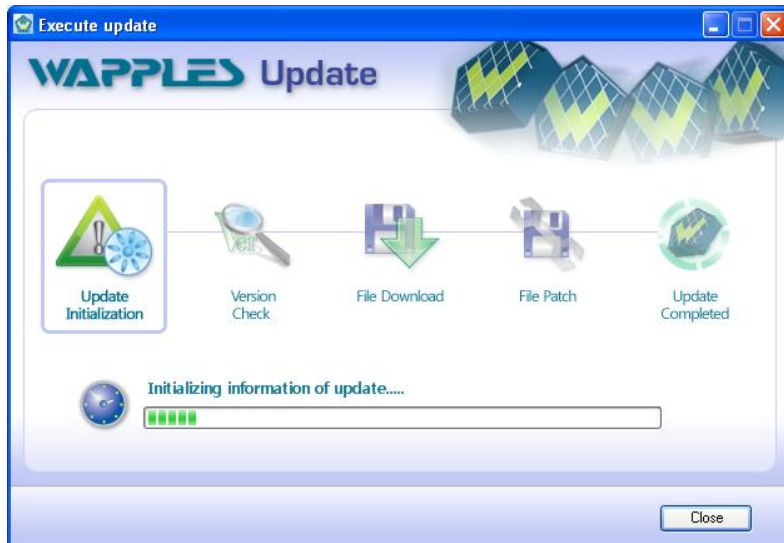 Execute update
WAPPLES Update
Ver.
Update
Initialization
Version
Check
File Download
File Patch
Update
Completed
Initializing information of update.....
Close